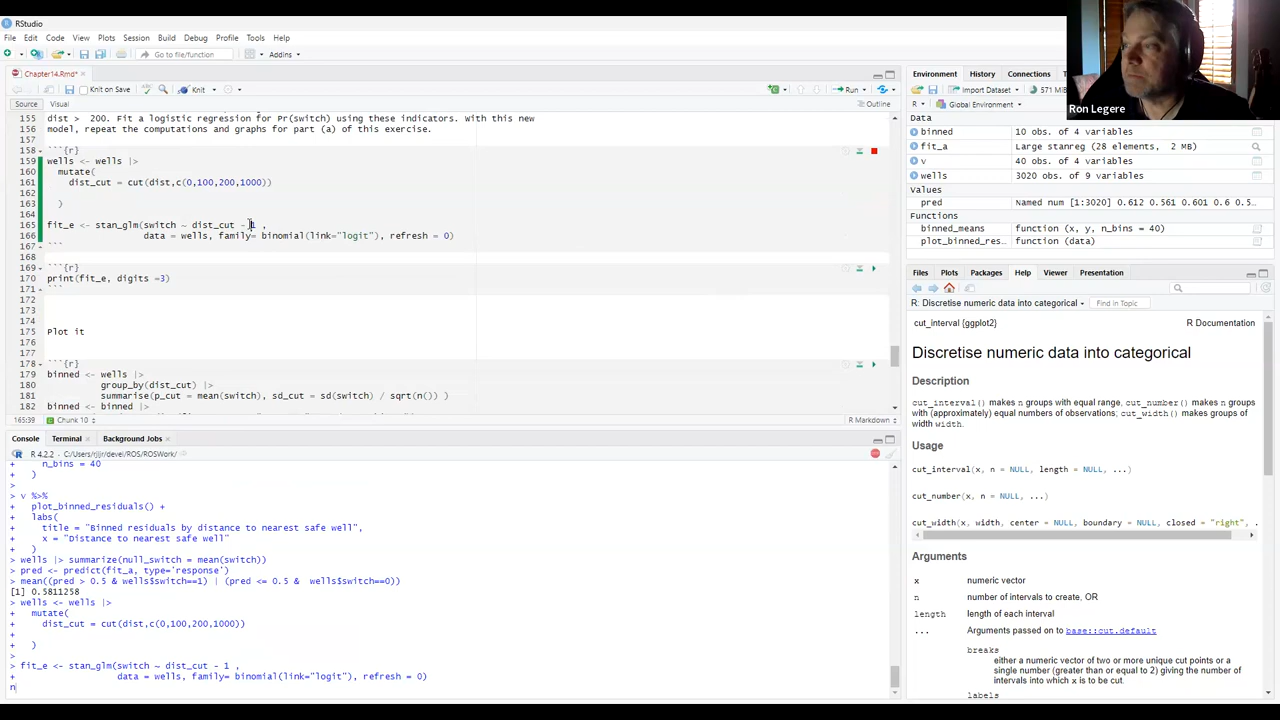 RStudio
File Edit Code View Plots Session Build Debug Profile Tools Help
Go to file/function Addins
Chapter14.Rmd*
Knit on Save Knit Run
Source Visual Outline
155 dist > 200. Fit a logistic regression for Pr(switch) using these indicators. With this new
156 model, repeat the computations and graphs for part (a) of this exercise.
157
158 ```{r}
159 wells <- wells |>
160 mutate(
161 dist_cut = cut(dist,c(0,100,200,1000))
162
163 )
164
165 fit_e <- stan_glm(switch ~ dist_cut - 1 ,
166 data = wells, family= binomial(link="logit"), refresh = 0)
167 ```
168
169 ```{r}
170 print(fit_e, digits =3)
171 ```
172
173
174
175 Plot it
176
177
178 ```{r}
179 binned <- wells |>
180 group_by(dist_cut) |>
181 summarise(p_cut = mean(switch), sd_cut = sd(switch) / sqrt(n()) )
182 binned <- binned |>
165:39 Chunk 10 R Markdown
Console Terminal Background Jobs
R 4.2.2 · C:/Users/rjljr/devel/ROS/ROSWork/
+ n_bins = 40
+ )
>
> v %>%
+ plot_binned_residuals() +
+ labs(
+ title = "Binned residuals by distance to nearest safe well",
+ x = "Distance to nearest safe well"
+ )
> wells |> summarize(null_switch = mean(switch))
> pred <- predict(fit_a, type='response')
> mean((pred > 0.5 & wells$switch==1) | (pred <= 0.5 & wells$switch==0))
[1] 0.5811258
> wells <- wells |>
+ mutate(
+ dist_cut = cut(dist,c(0,100,200,1000))
+
+ )
>
> fit_e <- stan_glm(switch ~ dist_cut - 1 ,
+ data = wells, family= binomial(link="logit"), refresh = 0)
n
Environment History Connections
Import Dataset 571 Mi
R Global Environment
Data
binned 10 obs. of 4 variables
fit_a Large stanreg (28 elements, 2 MB)
v 40 obs. of 4 variables
wells 3020 obs. of 9 variables
Values
pred Named num [1:3020] 0.612 0.561 0.601 0.6 0.5...
Functions
binned_means function (x, y, n_bins = 40)
plot_binned_res… function (data)
Files Plots Packages Help Viewer Presentation
R: Discretise numeric data into categorical Find in Topic
cut_interval {ggplot2} R Documentation
Discretise numeric data into categorical
Description
cut_interval() makes n groups with equal range, cut_number() makes n groups
with (approximately) equal numbers of observations; cut_width() makes groups of
width width.
Usage
cut_interval(x, n = NULL, length = NULL, ...)
cut_number(x, n = NULL, ...)
cut_width(x, width, center = NULL, boundary = NULL, closed = "right", .
Arguments
x numeric vector
n number of intervals to create, OR
length length of each interval
... Arguments passed on to base::cut.default
breaks
either a numeric vector of two or more unique cut points or a
single number (greater than or equal to 2) giving the number of
intervals into which x is to be cut.
labels
Ron Legere